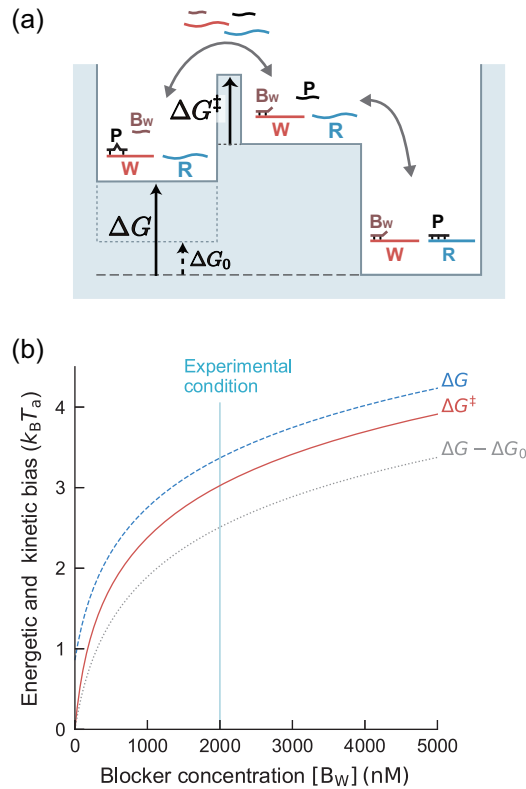 (a)
Bw
P
W
R
ΔG‡
Bw
P
W
R
ΔG
ΔG₀
Bw
P
W
R
(b)
Experimental
condition
ΔG
ΔG‡
ΔG − ΔG₀
Energetic and kinetic bias (kBTa)
4
3
2
1
0
0 1000 2000 3000 4000 5000
Blocker concentration [Bw] (nM)